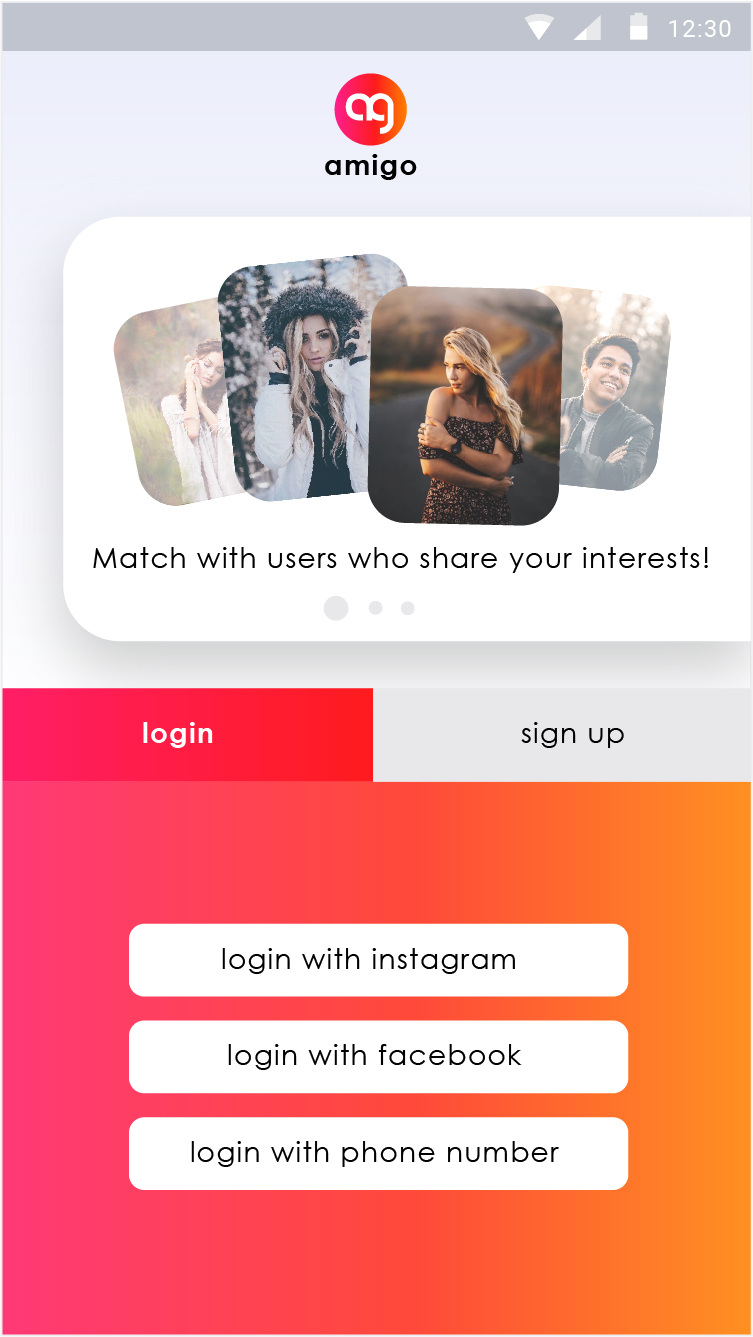 12:30
ag
amigo
Match with users who share your interests!
login
sign up
login with instagram
login with facebook
login with phone number